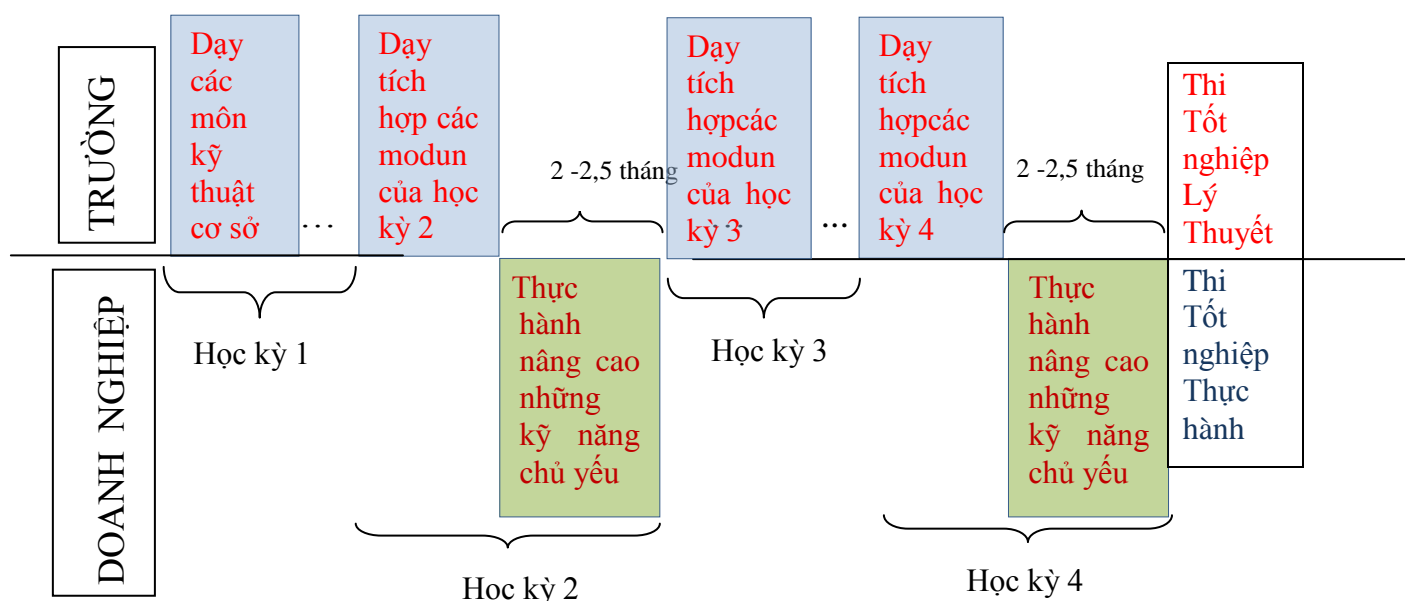 TRƯỜNG
Dạy
các
môn
kỹ
thuật
cơ sở
...
Dạy
tích
hợp các
modun
của học
kỳ 2
2 -2,5 tháng
Dạy
tích
hợpcác
modun
của học
kỳ 3
...
Dạy
tích
hợpcác
modun
của học
kỳ 4
2 -2,5 tháng
Thi
Tốt
nghiệp
Lý
Thuyết
DOANH NGHIỆP
Học kỳ 1
Thực
hành
nâng cao
những
kỹ năng
chủ yếu
Học kỳ 2
Học kỳ 3
Thực
hành
nâng cao
những
kỹ năng
chủ yếu
Học kỳ 4
Thi
Tốt
nghiệp
Thực
hành